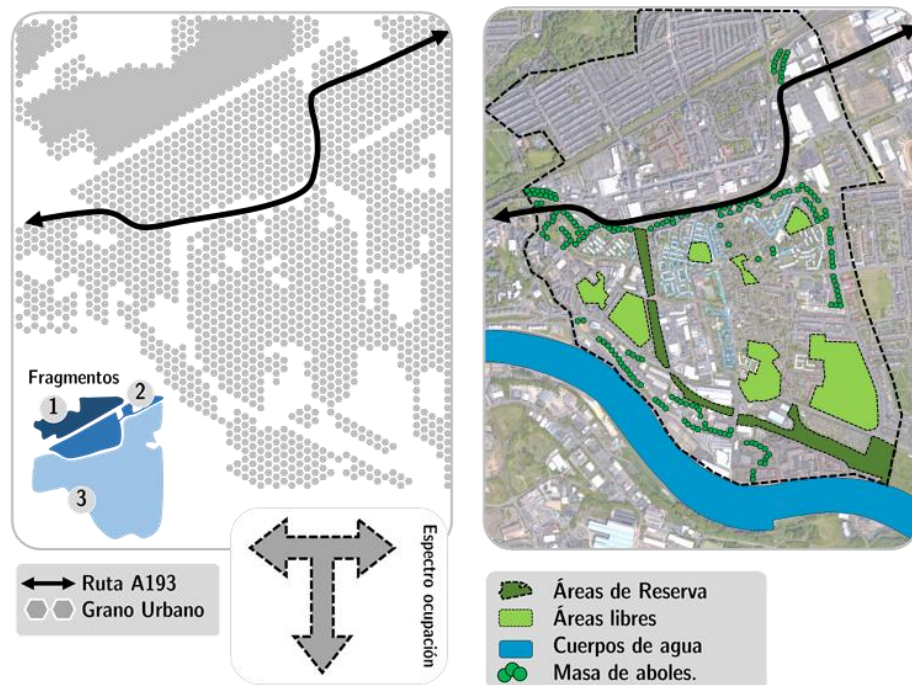 Fragmentos
1
2
3
Espectro ocupación
Ruta A193
Grano Urbano
Áreas de Reserva
Áreas libres
Cuerpos de agua
Masa de aboles.